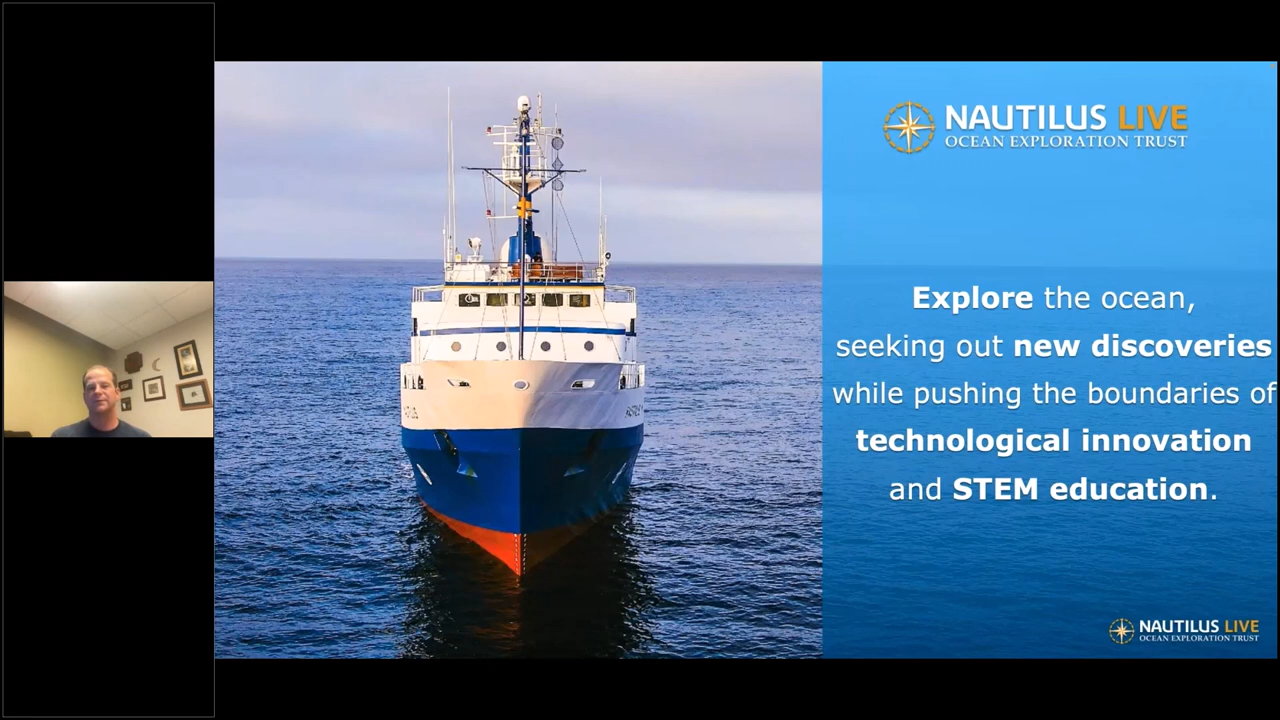 NAUTILUS LIVE
OCEAN EXPLORATION TRUST
Explore the ocean,
seeking out new discoveries
while pushing the boundaries of
technological innovation
and STEM education.
NAUTILUS LIVE
OCEAN EXPLORATION TRUST